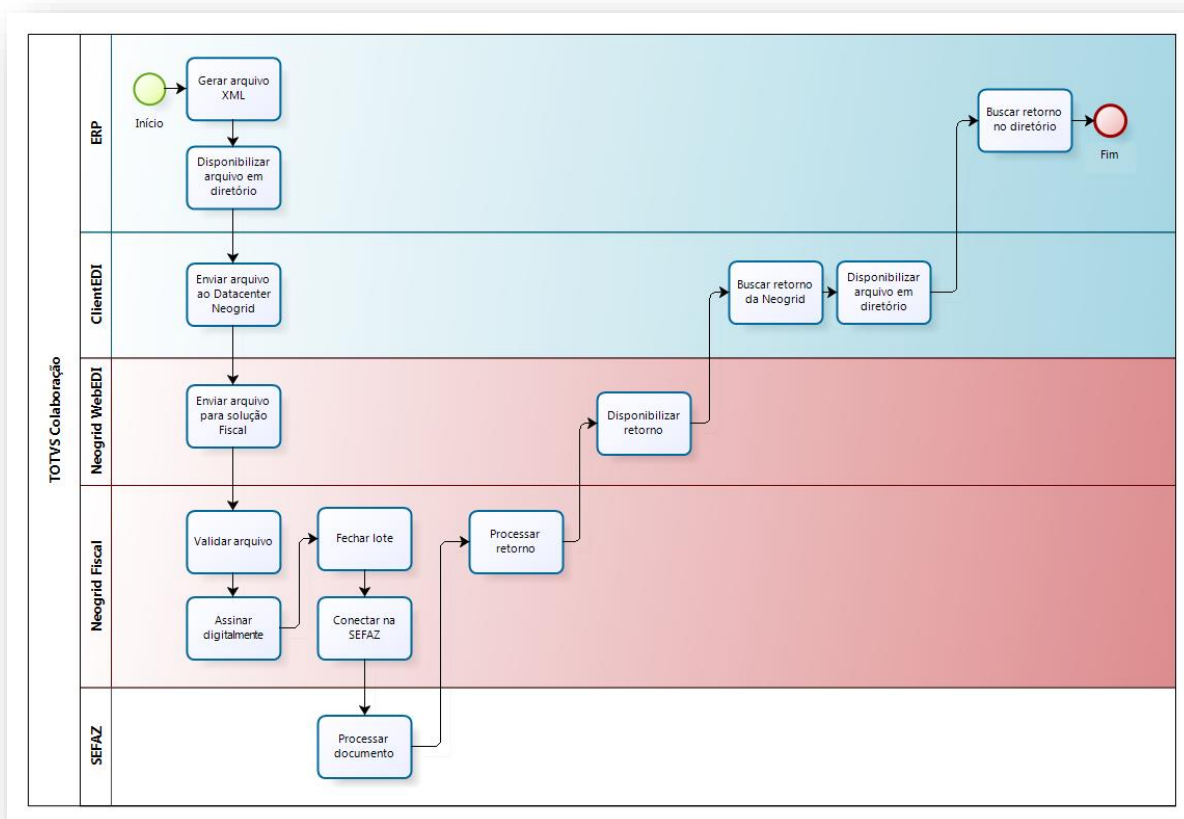 TOTVS Colaboração
ERP
Início
Gerar arquivo
XML
Disponibilizar
arquivo em
diretório
Buscar retorno
no diretório
Fim
ClientEDI
Enviar arquivo
ao Datacenter
Neogrid
Buscar retorno
da Neogrid
Disponibilizar
arquivo em
diretório
Neogrid WebEDI
Enviar arquivo
para solução
Fiscal
Disponibilizar
retorno
Neogrid Fiscal
Validar arquivo
Assinar
digitalmente
Fechar lote
Conectar na
SEFAZ
Processar
retorno
SEFAZ
Processar
documento